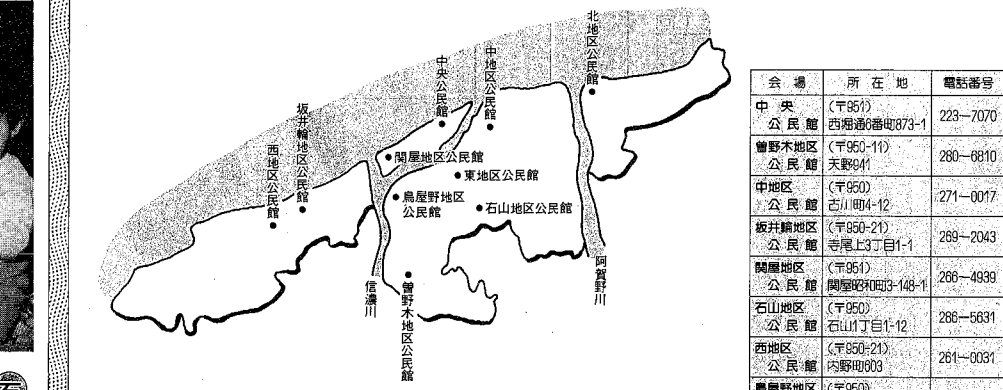 北地区公民館
中地区公民館
中央公民館
坂井輪地区公民館
西地区公民館
関屋地区公民館
東地区公民館
鳥屋野地区
公民館
石山地区公民館
信濃川
曽野木地区公民館
阿賀野川
会場 所在地 電話番号
中央
公民館
(〒951)
西堀通6番町873-1
223-7070
曽野木地区
公民館
(〒950-11)
天野941
280-6810
中地区
公民館
(〒950)
古川町4-12
271-0017
坂井輪地区
公民館
(〒950-21)
寺尾上3丁目1-1
269-2043
関屋地区
公民館
(〒951)
関屋昭和町3-148-1
266-4939
石山地区
公民館
(〒950)
石山1丁目1-12
286-5631
西地区
公民館
(〒950-21)
内野町603
261-0031
鳥屋野地区
(〒950)